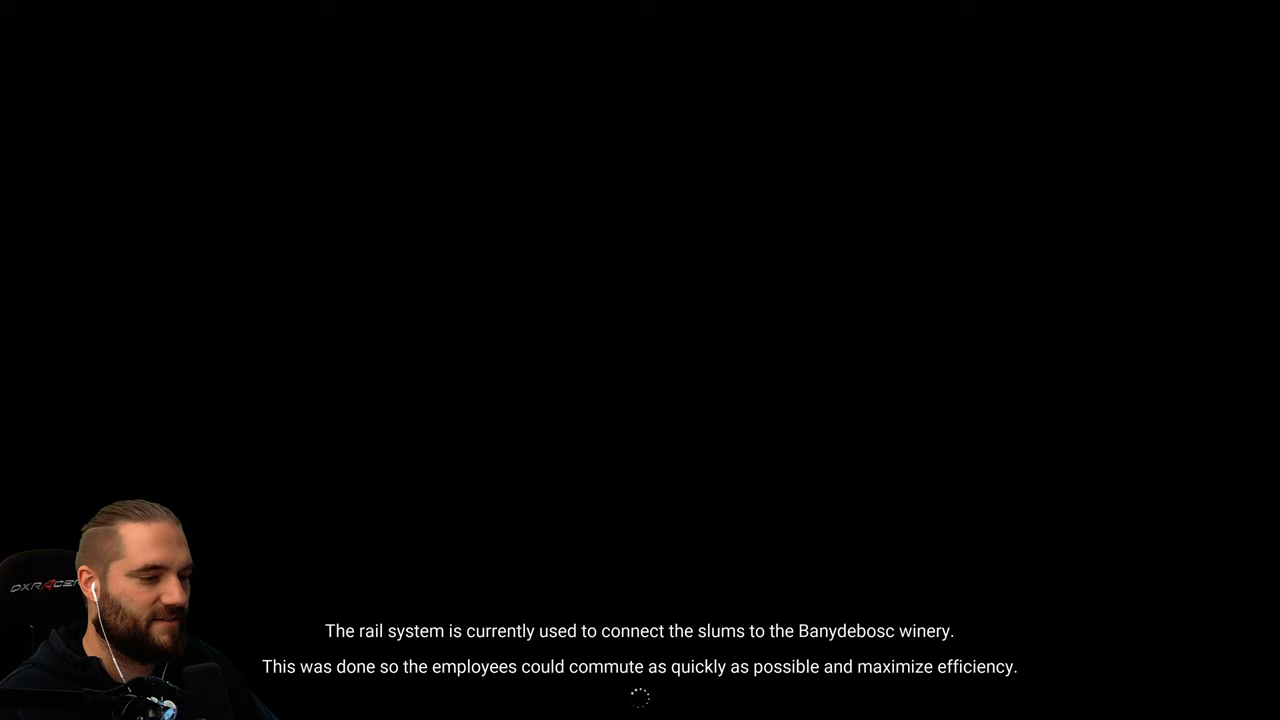 DXRACER
The rail system is currently used to connect the slums to the Banydebosc winery.
This was done so the employees could commute as quickly as possible and maximize efficiency.